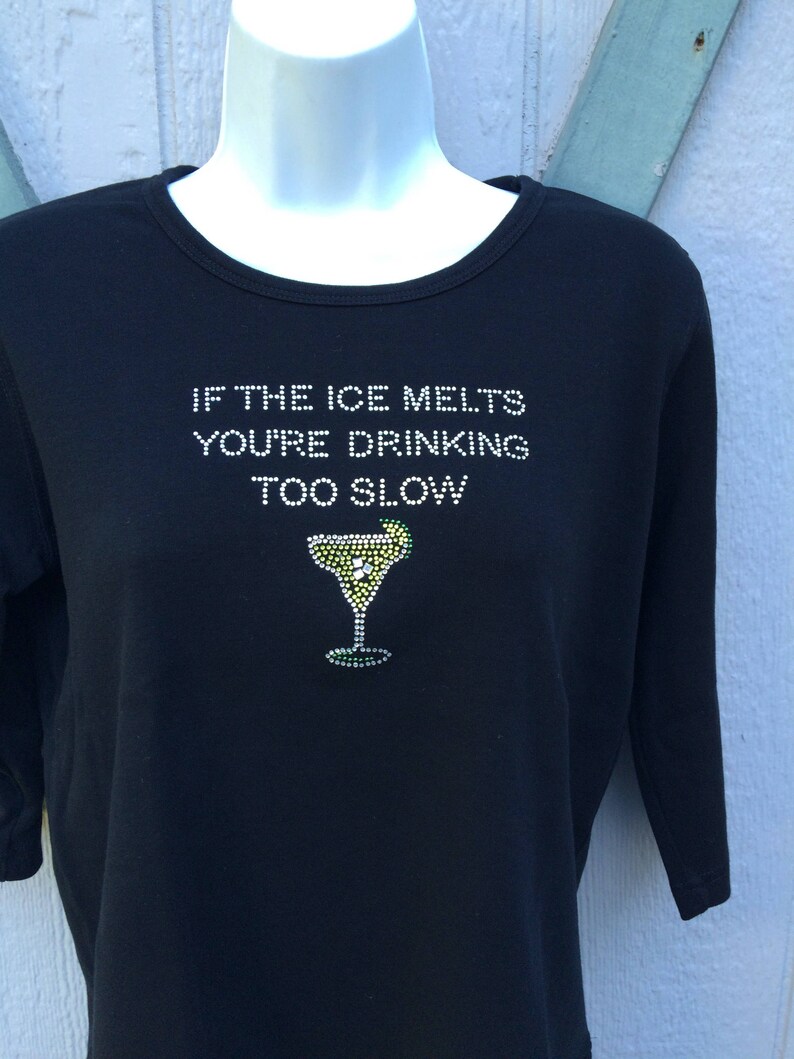 IF THE ICE MELTS
YOU'RE DRINKING
TOO SLOW